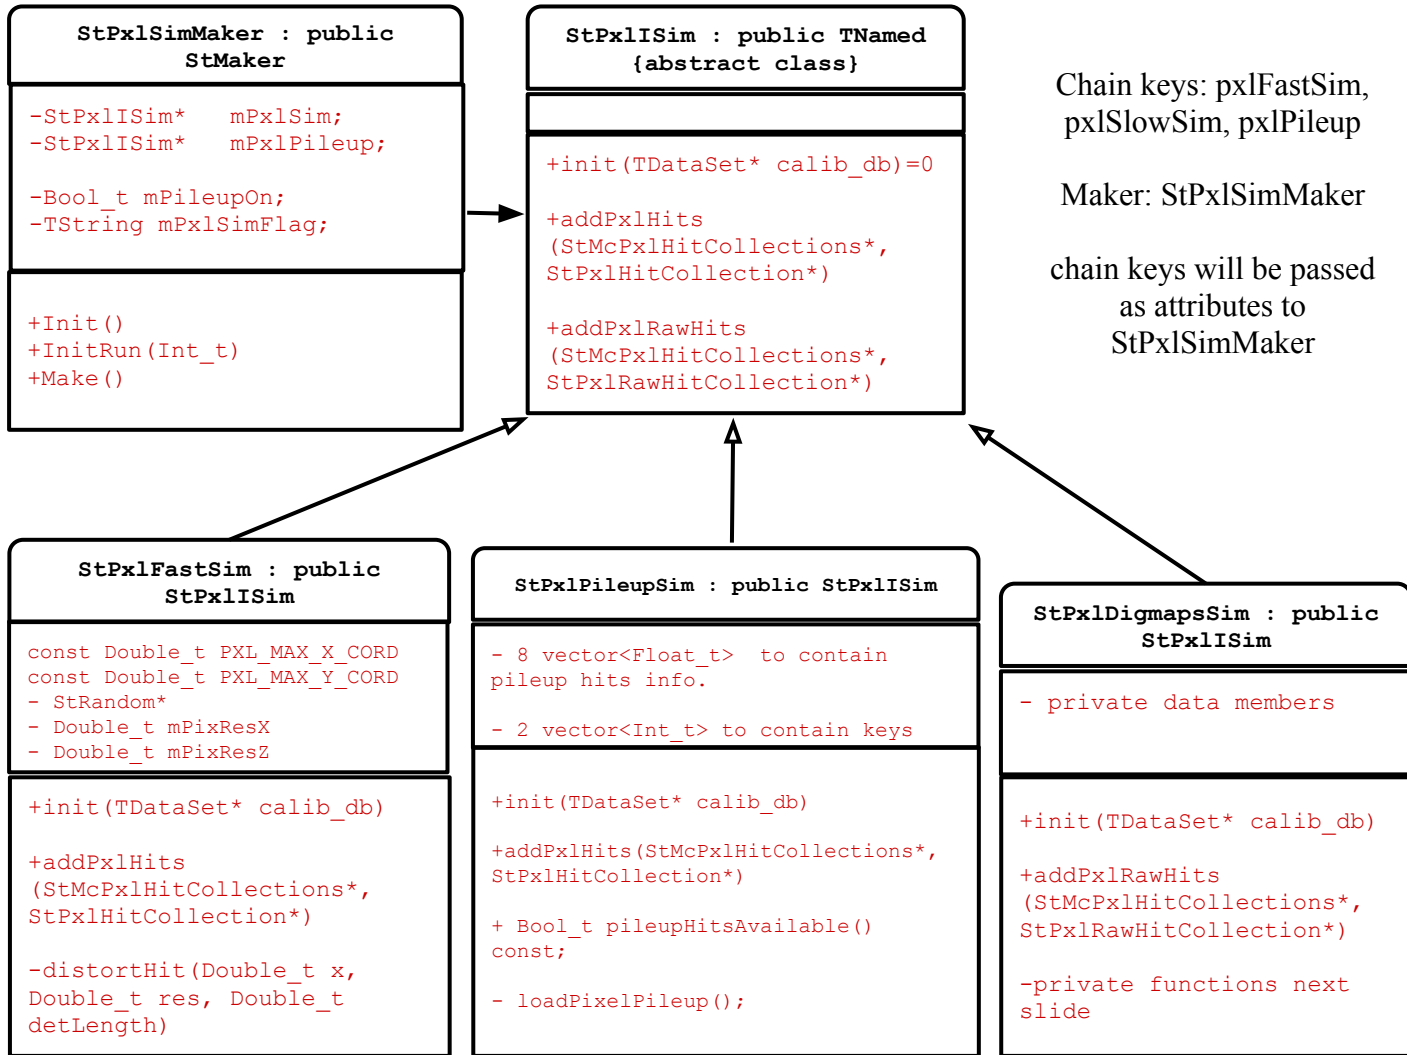 StPxlSimMaker : public
StMaker
-StPxlISim*   mPxlSim;
-StPxlISim*   mPxlPileup;
-Bool_t mPileupOn;
-TString mPxlSimFlag;
+Init()
+InitRun(Int_t)
+Make()
StPxlISim : public TNamed
{abstract class}
+init(TDataSet* calib_db)=0
+addPxlHits
(StMcPxlHitCollections*,
StPxlHitCollection*)
+addPxlRawHits
(StMcPxlHitCollections*,
StPxlRawHitCollection*)
Chain keys: pxlFastSim,
pxlSlowSim, pxlPileup
Maker: StPxlSimMaker
chain keys will be passed
as attributes to
StPxlSimMaker
StPxlFastSim : public
StPxlISim
const Double_t PXL_MAX_X_CORD
const Double_t PXL_MAX_Y_CORD
- StRandom*
- Double_t mPixResX
- Double_t mPixResZ
+init(TDataSet* calib_db)
+addPxlHits
(StMcPxlHitCollections*,
StPxlHitCollection*)
-distortHit(Double_t x,
Double_t res, Double_t
detLength)
StPxlPileupSim : public StPxlISim
- 8 vector<Float_t>  to contain
pileup hits info.
- 2 vector<Int_t> to contain keys
+init(TDataSet* calib_db)
+addPxlHits(StMcPxlHitCollections*,
StPxlHitCollection*)
+ Bool_t pileupHitsAvailable()
const;
- loadPixelPileup();
StPxlDigmapsSim : public
StPxlISim
- private data members
+init(TDataSet* calib_db)
+addPxlRawHits
(StMcPxlHitCollections*,
StPxlRawHitCollection*)
-private functions next
slide